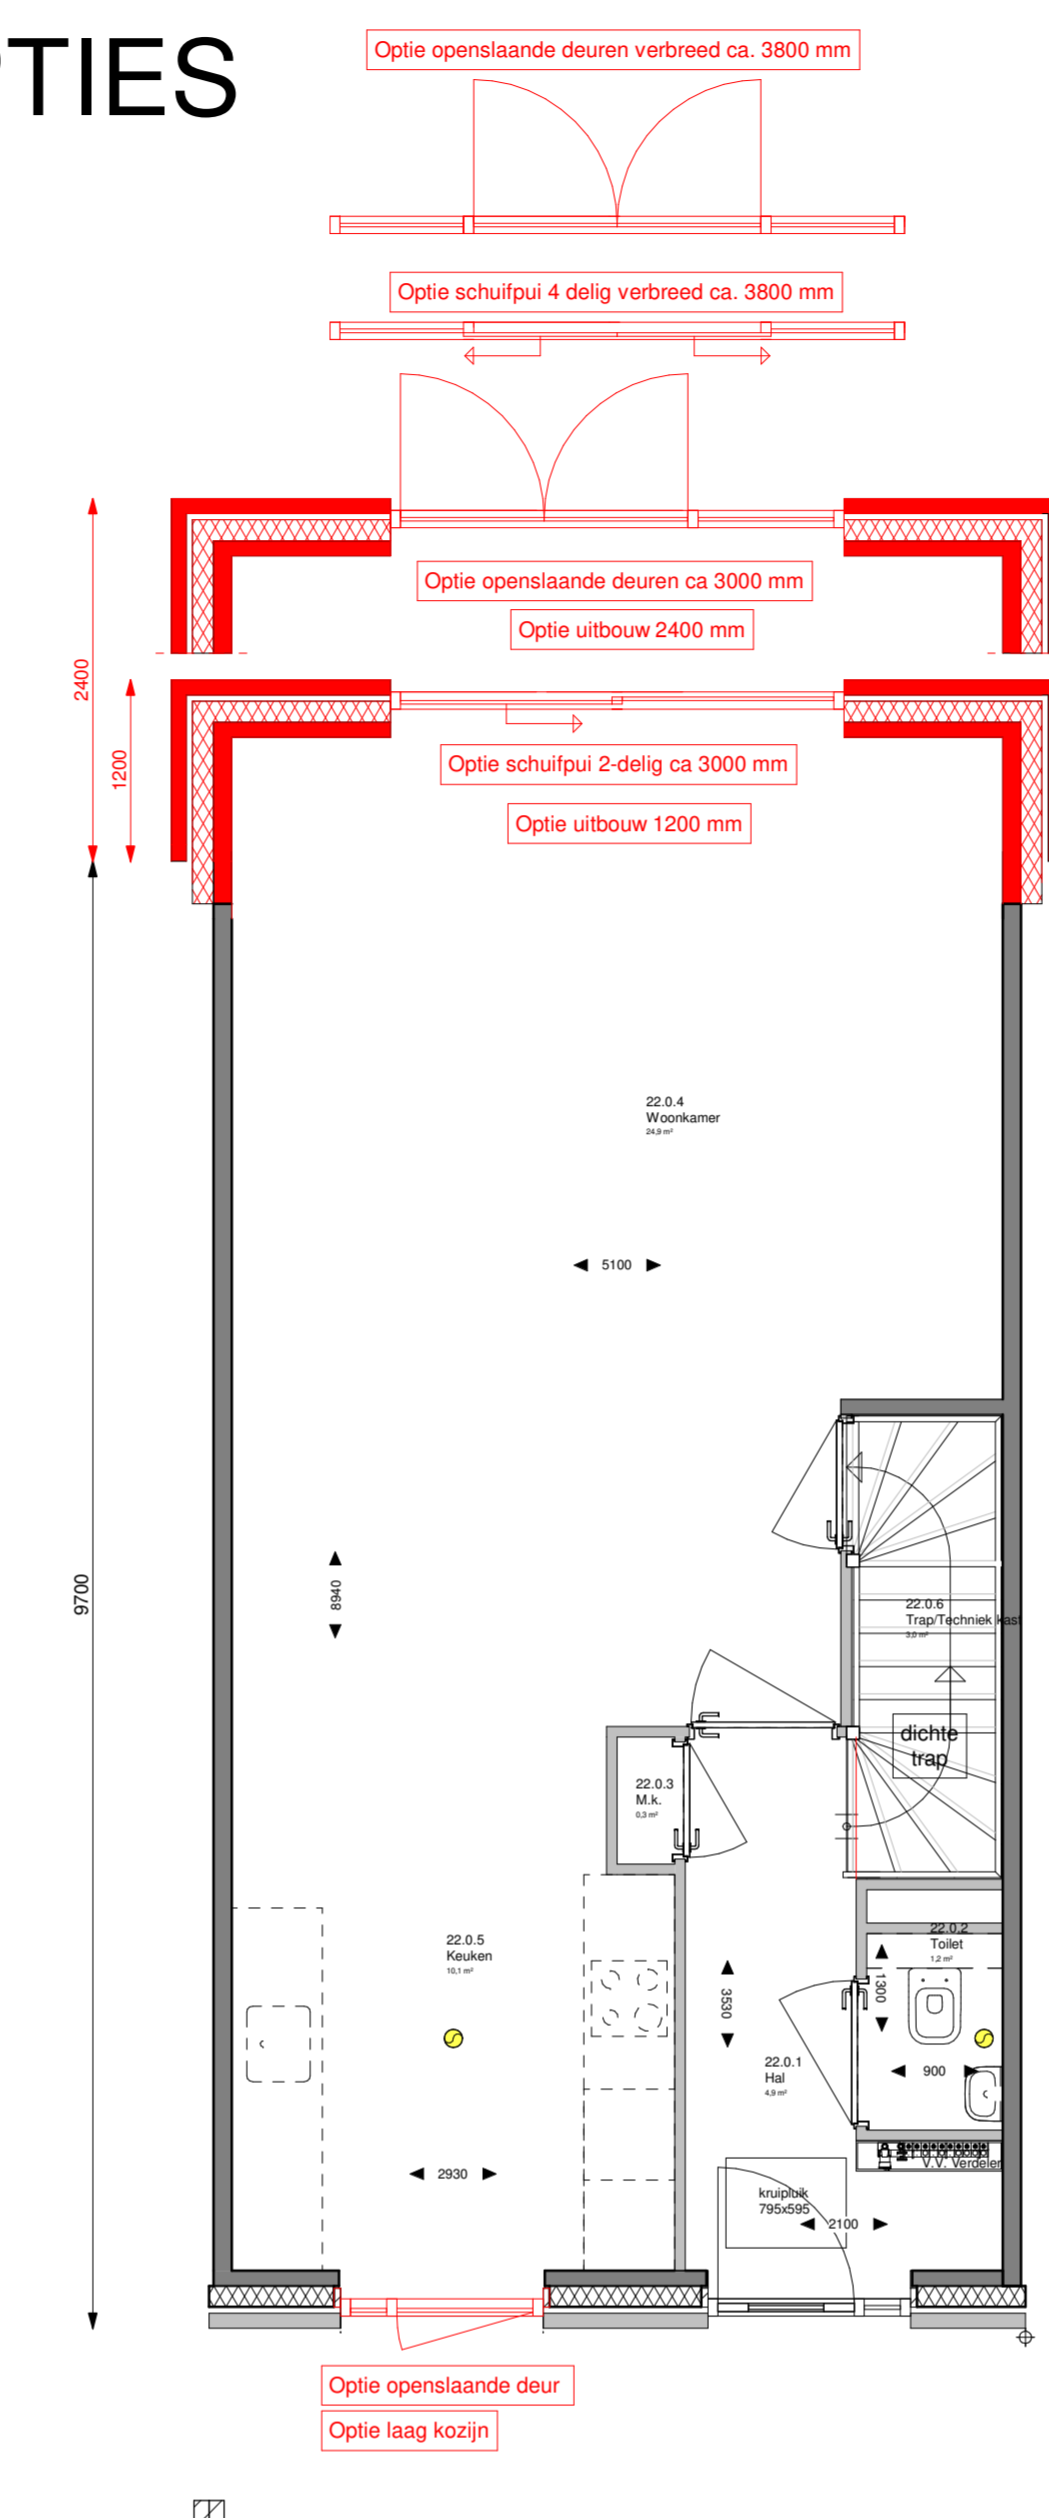 PTIES
Optie openslaande deuren verbreed ca. 3800 mm
Optie schuifpui 4 delig verbreed ca. 3800 mm
Optie openslaande deuren ca 3000 mm
Optie uitbouw 2400 mm
2400
1200
Optie schuifpui 2-delig ca 3000 mm
Optie uitbouw 1200 mm
22.0.4
Woonkamer
24,9 m²
5100
9700
8940
22.0.6
Trap/Techniek kast
3,0 m²
dichte
trap
22.0.3
M.k.
0,3 m²
22.0.5
Keuken
10,1 m²
22.0.2
Toilet
1,2 m²
1300
3530
22.0.1
Hal
4,9 m²
900
V.V. Verdeler
2930
kruipluik
795x595
2100
Optie openslaande deur
Optie laag kozijn